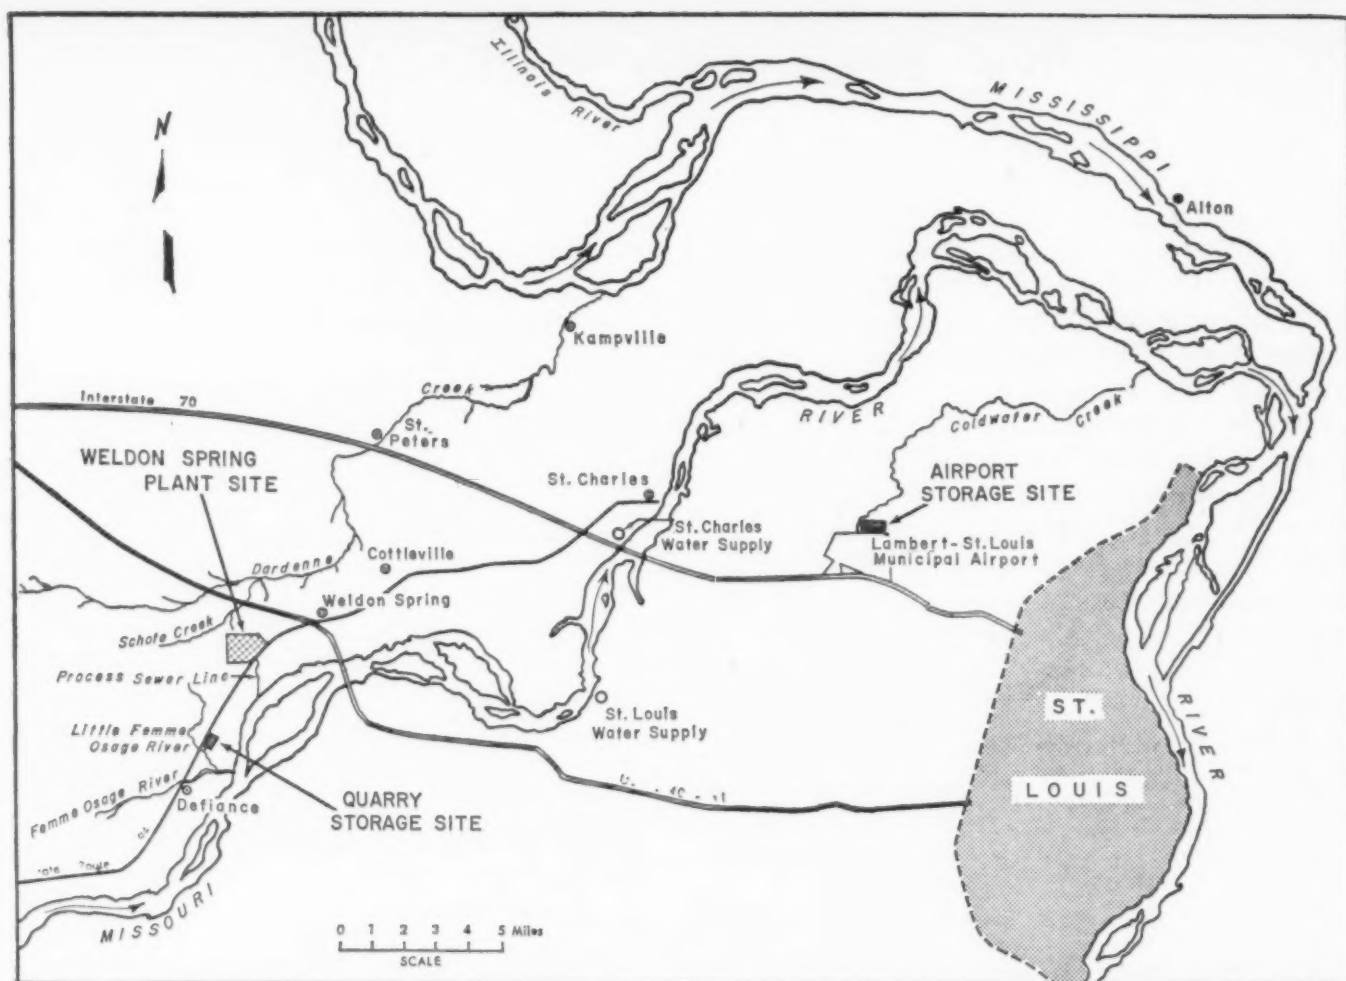 Illinois
River
MISSISSIPPI
N
Alton
Kampville
Creek
Interstate 70
RIVER
Coldwater Creek
St.
Peters
WELDON SPRING
PLANT SITE
St. Charles
AIRPORT
STORAGE SITE
St. Charles
Water Supply
Lambert-St. Louis
Municipal Airport
Cottleville
Dardenne
Weldon Spring
Schote Creek
Process Sewer Line
ST.
LOUIS
RIVER
St. Louis
Water Supply
Little Femme
Osage River
Femme Osage River
Defiance
QUARRY
STORAGE SITE
94
MISSOURI
0 1 2 3 4 5 Miles
SCALE